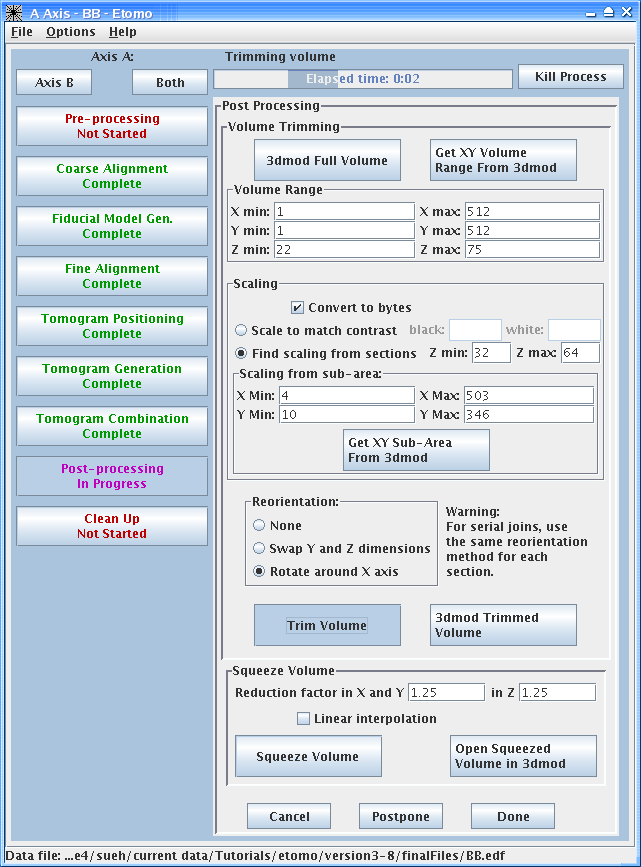 A Axis - BB - Etomo
File Options Help
Axis A:
Trimming volume
Axis B
Both
Elapsed time: 0:02
Kill Process
Pre-processing
Not Started
Coarse Alignment
Complete
Fiducial Model Gen.
Complete
Fine Alignment
Complete
Tomogram Positioning
Complete
Tomogram Generation
Complete
Tomogram Combination
Complete
Post-processing
In Progress
Clean Up
Not Started
Post Processing
Volume Trimming
3dmod Full Volume
Get XY Volume
Range From 3dmod
Volume Range
X min: 1 X max: 512
Y min: 1 Y max: 512
Z min: 22 Z max: 75
Scaling
Convert to bytes
Scale to match contrast black: white:
Find scaling from sections Z min: 32 Z max: 64
Scaling from sub-area:
X Min: 4 X Max: 503
Y Min: 10 Y Max: 346
Get XY Sub-Area
From 3dmod
Reorientation:
None
Swap Y and Z dimensions
Rotate around X axis
Warning:
For serial joins, use
the same reorientation
method for each
section.
Trim Volume
3dmod Trimmed
Volume
Squeeze Volume
Reduction factor in X and Y 1.25 in Z 1.25
Linear interpolation
Squeeze Volume
Open Squeezed
Volume in 3dmod
Cancel
Postpone
Done
Data file: ...e4/sueh/current data/Tutorials/etomo/version3-8/finalFiles/BB.edf